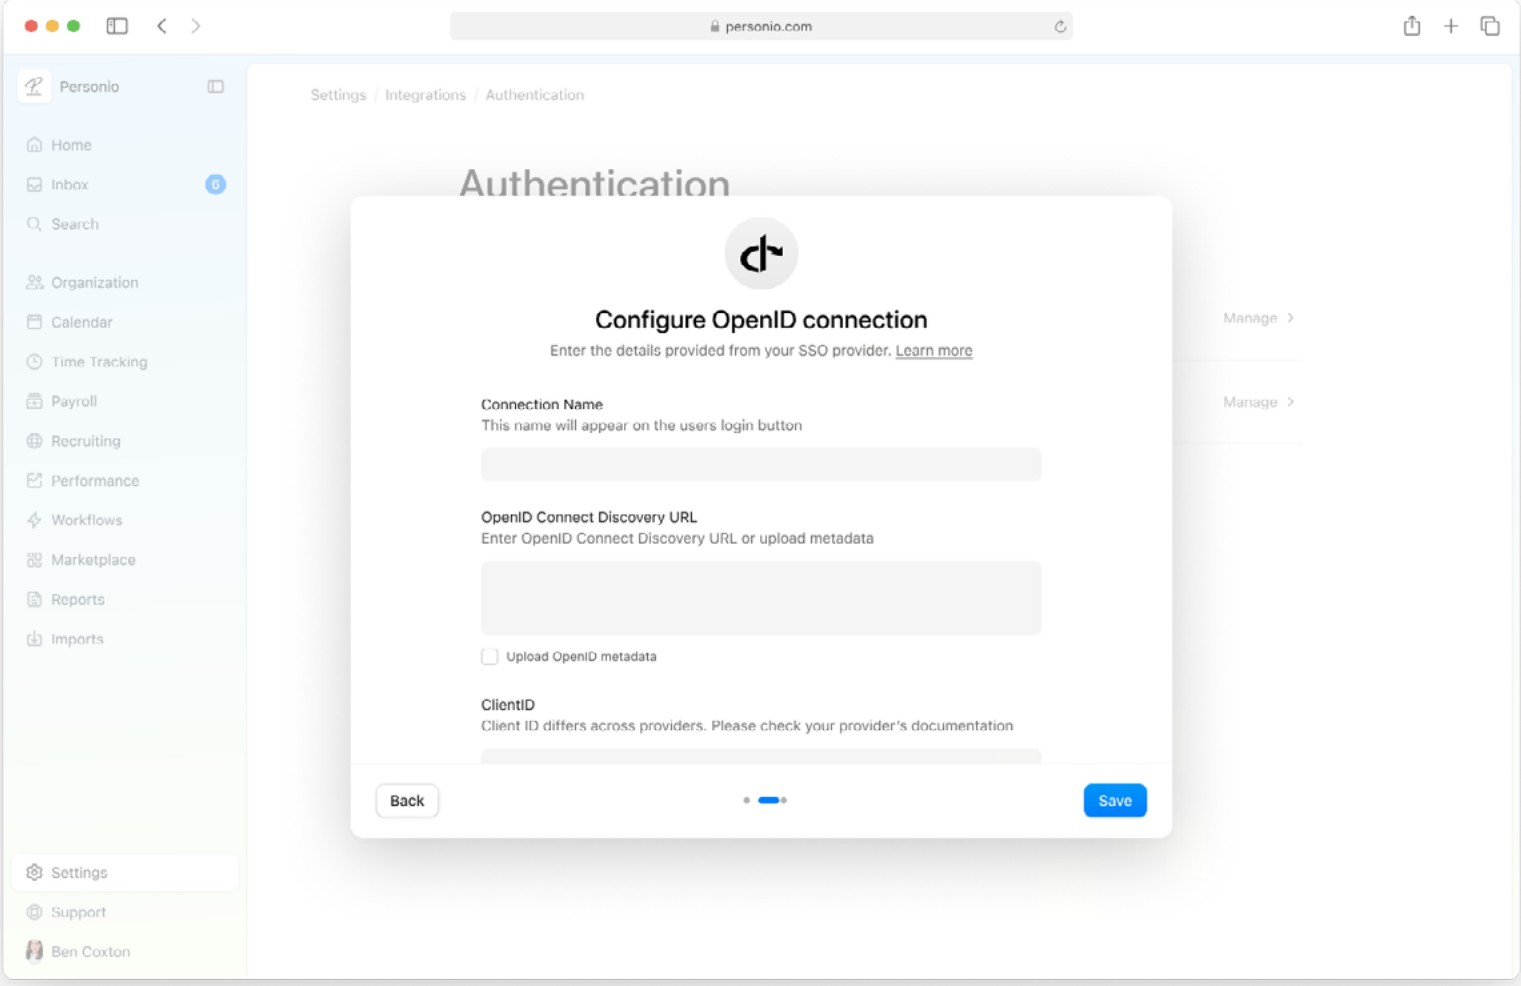 personio.com
Personio
Settings / Integrations / Authentication
Home
Inbox 6
Search
Organization
Calendar
Time Tracking
Payroll
Recruiting
Performance
Workflows
Marketplace
Reports
Imports
Settings
Support
Ben Coxton
Authentication
Manage >
Manage >
Configure OpenID connection
Enter the details provided from your SSO provider. Learn more
Connection Name
This name will appear on the users login button
OpenID Connect Discovery URL
Enter OpenID Connect Discovery URL or upload metadata
Upload OpenID metadata
ClientID
Client ID differs across providers. Please check your provider's documentation
Back
Save